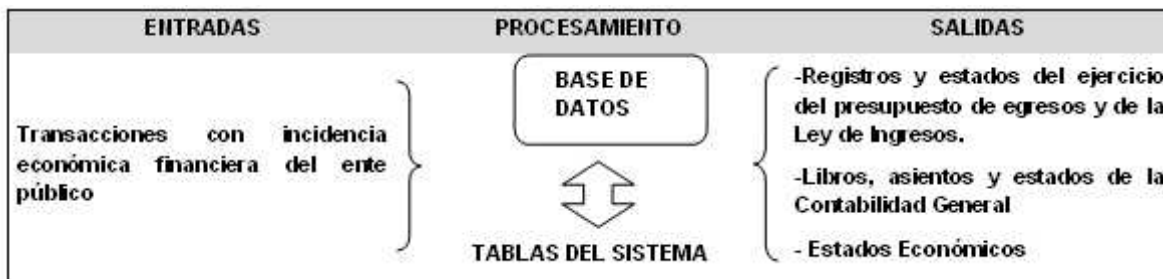 ENTRADAS PROCESAMIENTO SALIDAS
Transacciones con incidencia
económica financiera del ente
público
BASE DE
DATOS
TABLAS DEL SISTEMA
-Registros y estados del ejercicio
del presupuesto de egresos y de la
Ley de Ingresos.
-Libros, asientos y estados de la
Contabilidad General
- Estados Económicos